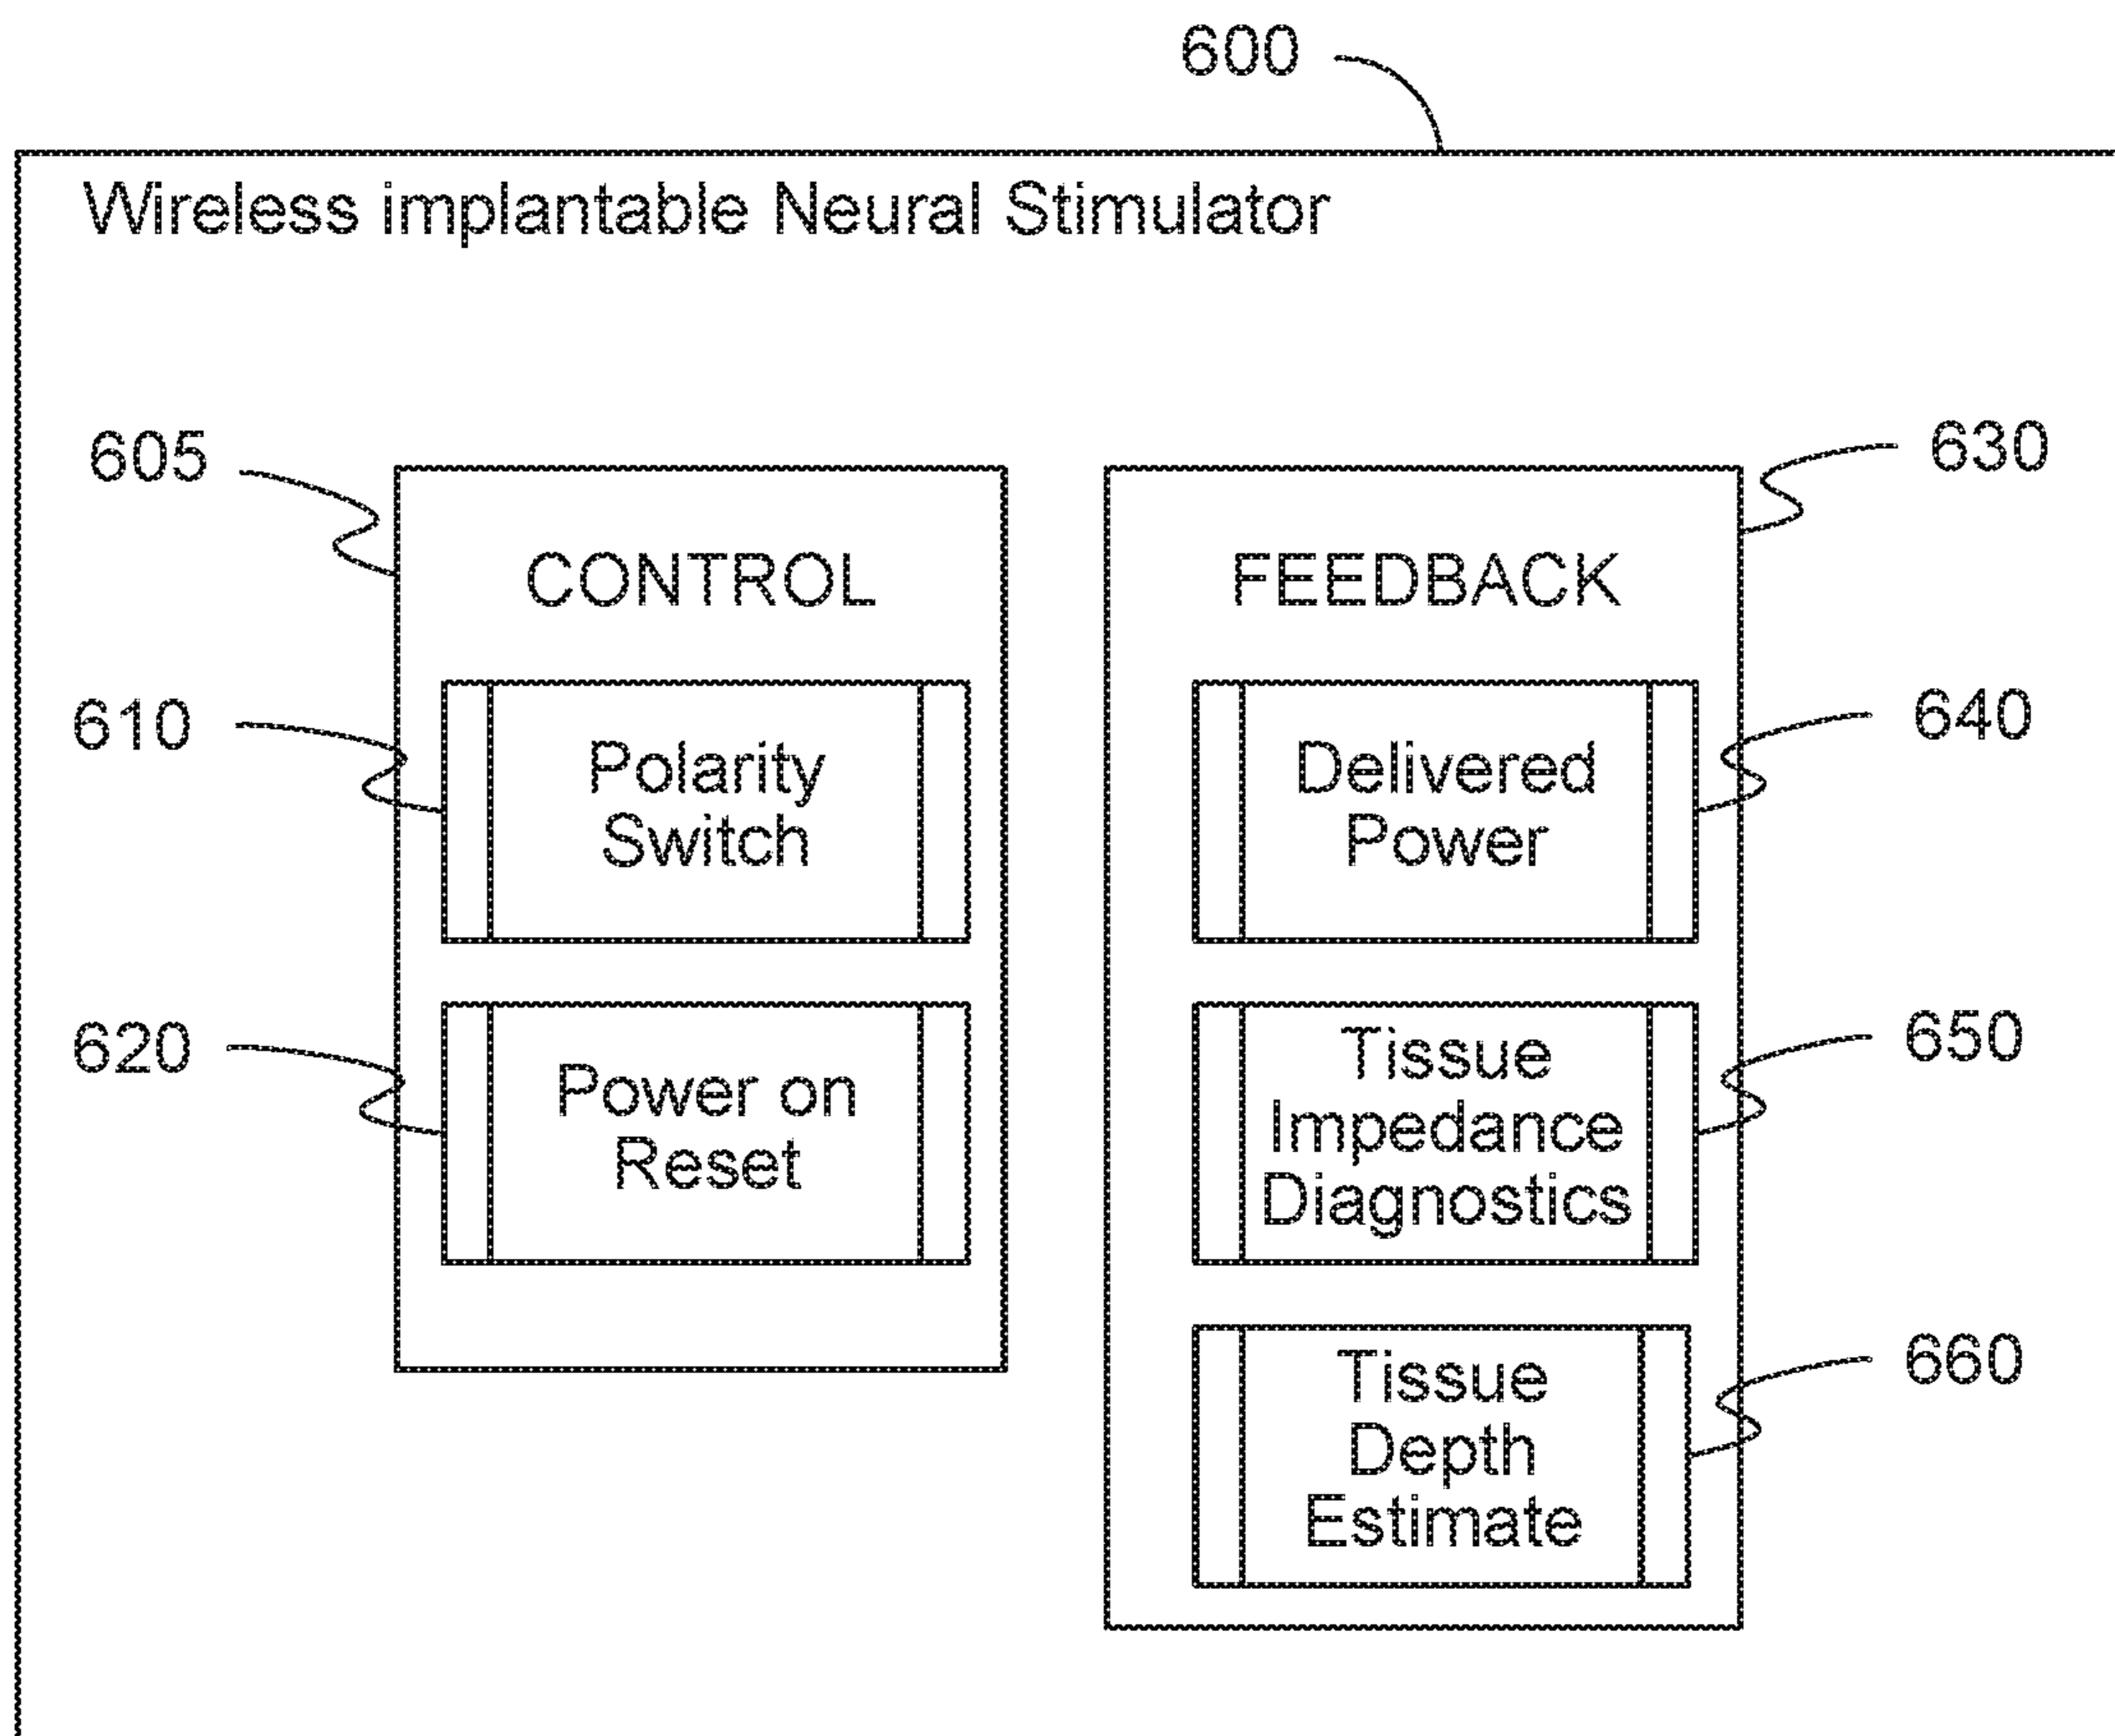 600
Wireless implantable Neural Stimulator
605
630
CONTROL
FEEDBACK
610
Polarity
Switch
Delivered
Power
640
620
Power on
Reset
Tissue
Impedance
Diagnostics
650
Tissue
Depth
Estimate
660